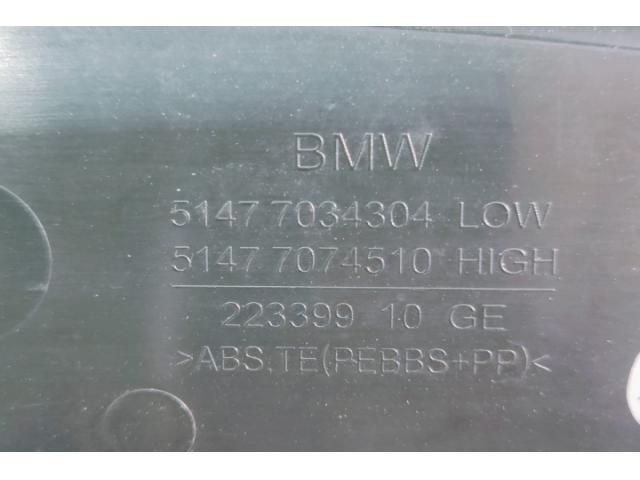 BMW
5147 7034304 LOW
5147 7074510 HIGH
223399 10 GE
>ABS,TE(PEBBS+PP)<